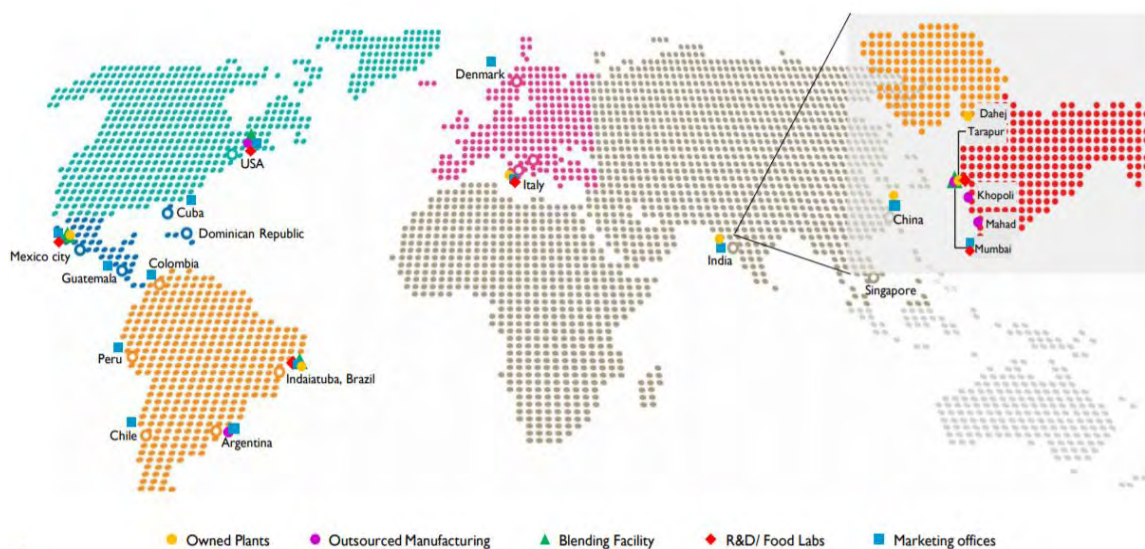 Denmark
Dahej
Tarapur
USA
Italy
Khopoli
Cuba
China
Mahad
Dominican Republic
Mexico city
India
Mumbai
Guatemala
Colombia
Singapore
Peru
Indaiatuba, Brazil
Chile
Argentina
Owned Plants
Outsourced Manufacturing
Blending Facility
R&D/ Food Labs
Marketing offices